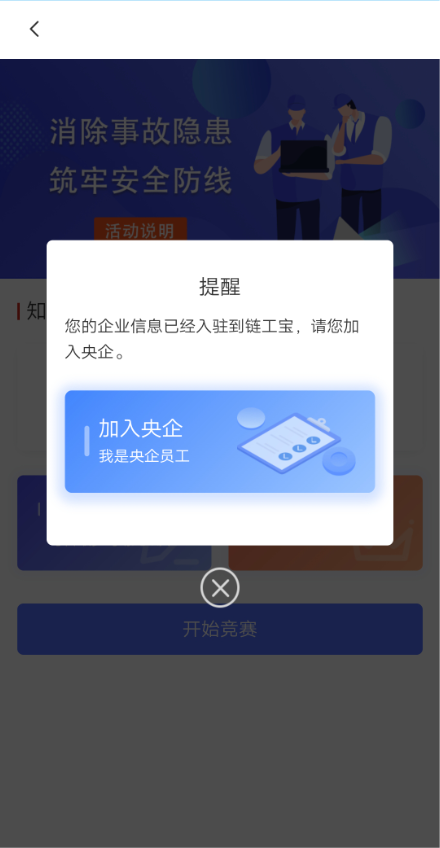 消除事故隐患
筑牢安全防线
活动说明
知
提醒
您的企业信息已经入驻到链工宝，请您加
入央企。
加入央企
我是央企员工
开始竞赛